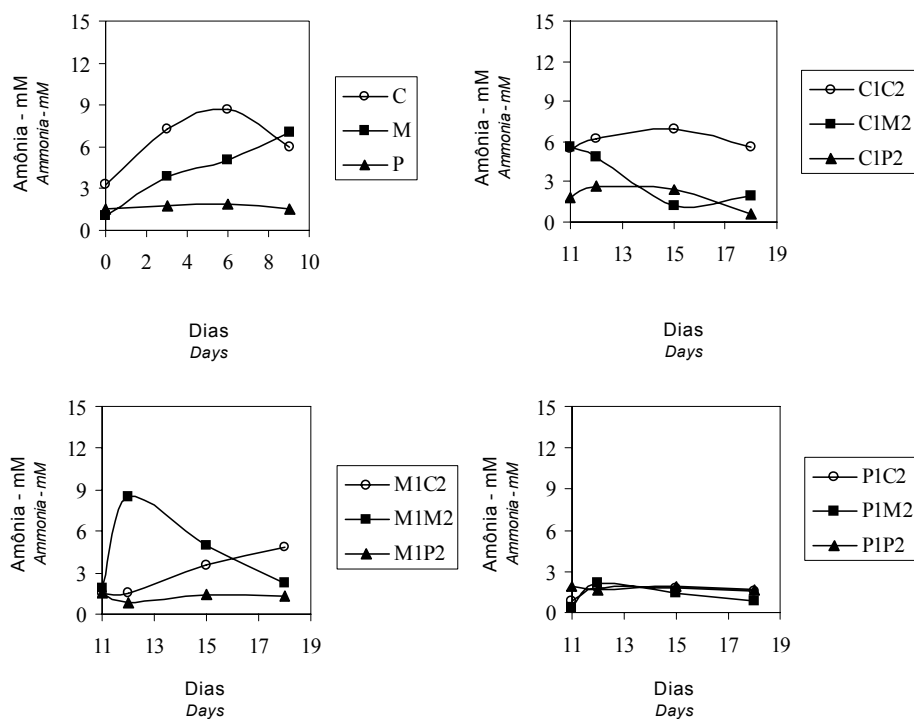 Amônia - mM
Ammonia - mM
15
12
9
6
3
0
0 2 4 6 8 10
Dias
Days
C
M
P
Amônia - mM
Ammonia - mM
15
12
9
6
3
0
11 13 15 17 19
Dias
Days
C1C2
C1M2
C1P2
Amônia - mM
Ammonia - mM
15
12
9
6
3
0
11 13 15 17 19
Dias
Days
M1C2
M1M2
M1P2
Amônia - mM
Ammonia - mM
15
12
9
6
3
0
11 13 15 17 19
Dias
Days
P1C2
P1M2
P1P2